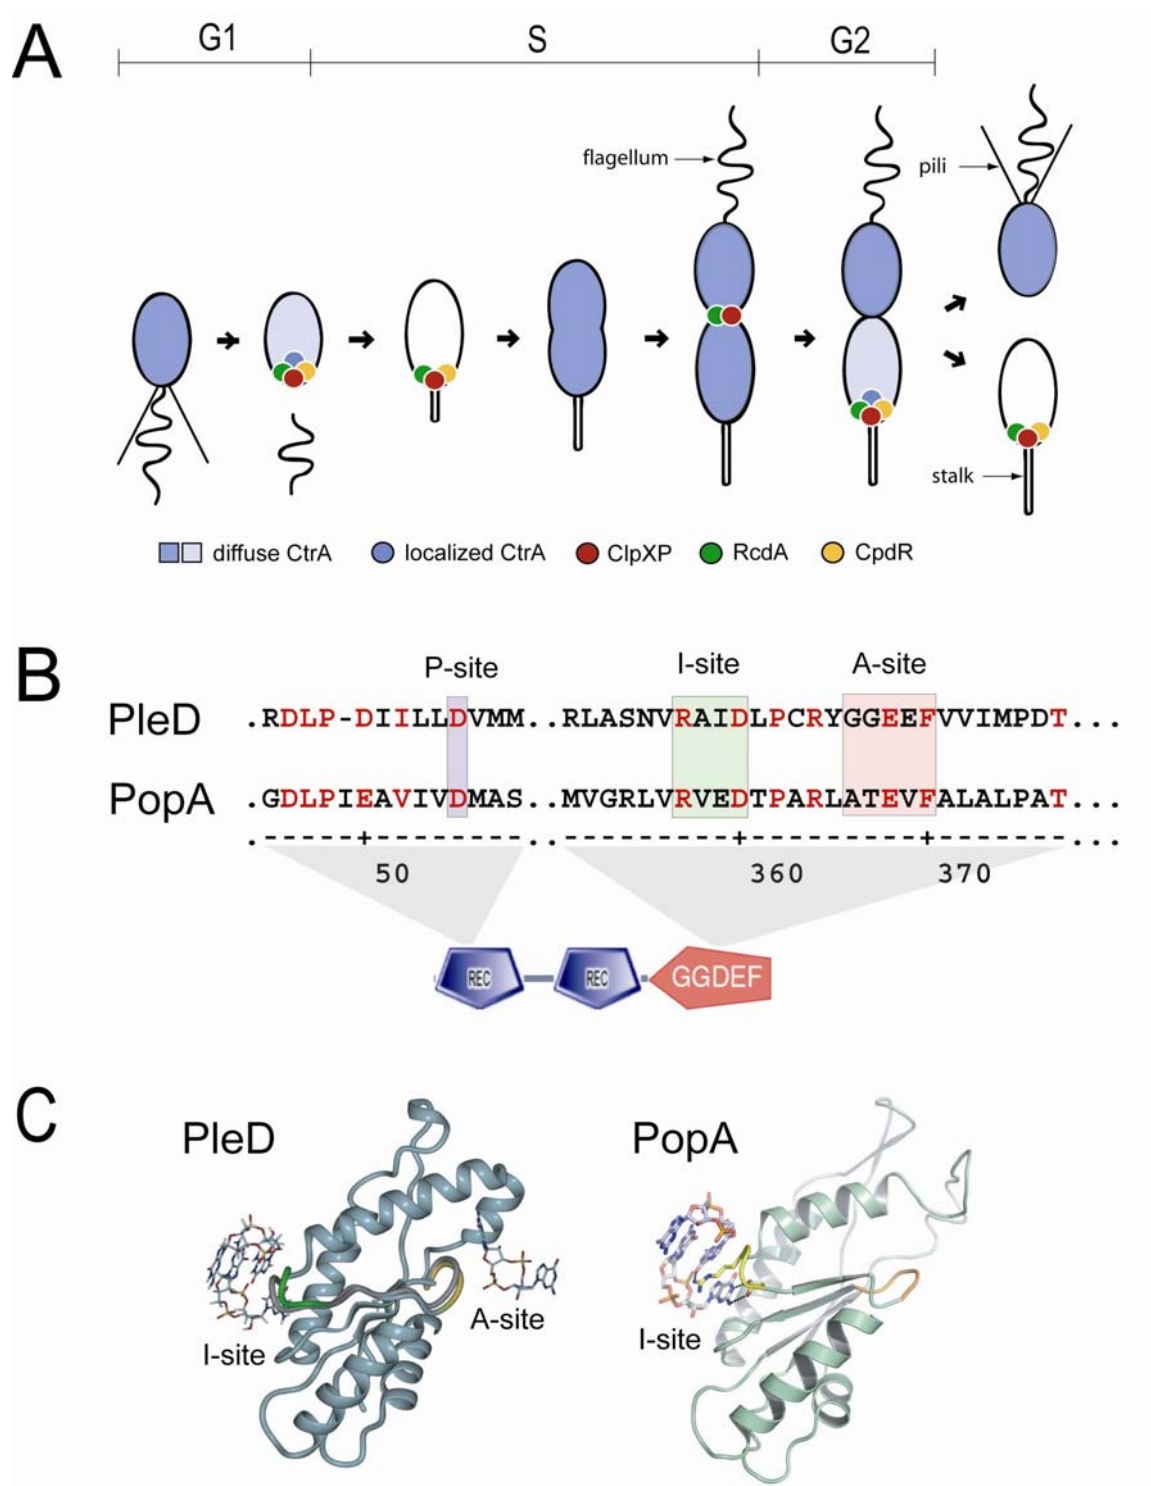 A
G1 S G2
flagellum
pili
stalk
diffuse CtrA localized CtrA ClpXP RcdA CpdR
B
P-site I-site A-site
PleD .RDLP-DIILLDVMM..RLASNVRAIDLPCRYGGEEFVVIMPDT...
PopA .GDLPIEAVIVDMAS..MVGRLVRVEDTPARLATEVFALALPAT...
.-----+--------..---------+---------+-------...
50 360 370
REC REC GGDEF
C
PleD PopA
I-site A-site I-site